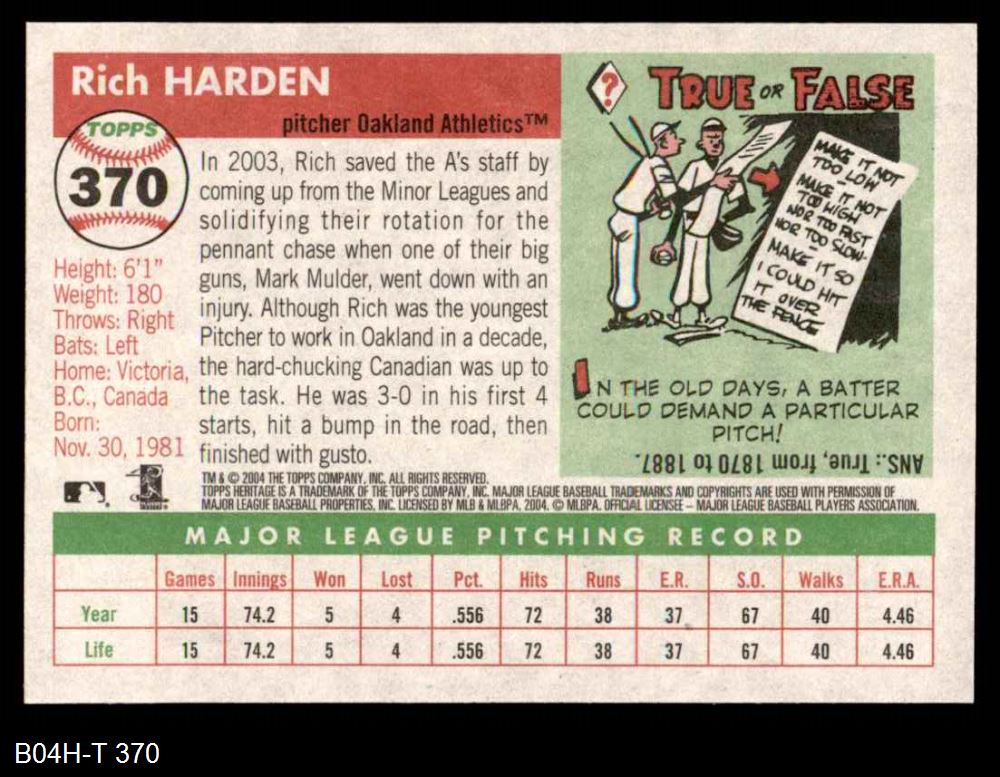 Rich HARDEN
pitcher Oakland Athletics™
TOPPS
370
Height: 6'1"
Weight: 180
Throws: Right
Bats: Left
Home: Victoria,
B.C., Canada
Born:
Nov. 30, 1981
In 2003, Rich saved the A's staff by
coming up from the Minor Leagues and
solidifying their rotation for the
pennant chase when one of their big
guns, Mark Mulder, went down with an
injury. Although Rich was the youngest
Pitcher to work in Oakland in a decade,
the hard-chucking Canadian was up to
the task. He was 3-0 in his first 4
starts, hit a bump in the road, then
finished with gusto.
?
TRUE OR FALSE
MAKE IT NOT
TOO LOW
—
MAKE IT NOT
TOO HIGH
NOR TOO FAST
NOR TOO SLOW-
—
MAKE IT SO
I COULD HIT
IT OVER
THE FENCE
IN THE OLD DAYS, A BATTER
COULD DEMAND A PARTICULAR
PITCH!
ANS.: True, from 1870 to 1887.
TM & © 2004 THE TOPPS COMPANY, INC. ALL RIGHTS RESERVED.
TOPPS HERITAGE IS A TRADEMARK OF THE TOPPS COMPANY, INC. MAJOR LEAGUE BASEBALL TRADEMARKS AND COPYRIGHTS ARE USED WITH PERMISSION OF
MAJOR LEAGUE BASEBALL PROPERTIES, INC. LICENSED BY MLB & MLBPA, 2004. © MLBPA. OFFICIAL LICENSEE – MAJOR LEAGUE BASEBALL PLAYERS ASSOCIATION.
MAJOR LEAGUE PITCHING RECORD
Games Innings Won Lost Pct. Hits Runs E.R. S.O. Walks E.R.A.
Year 15 74.2 5 4 .556 72 38 37 67 40 4.46
Life 15 74.2 5 4 .556 72 38 37 67 40 4.46
B04H-T 370